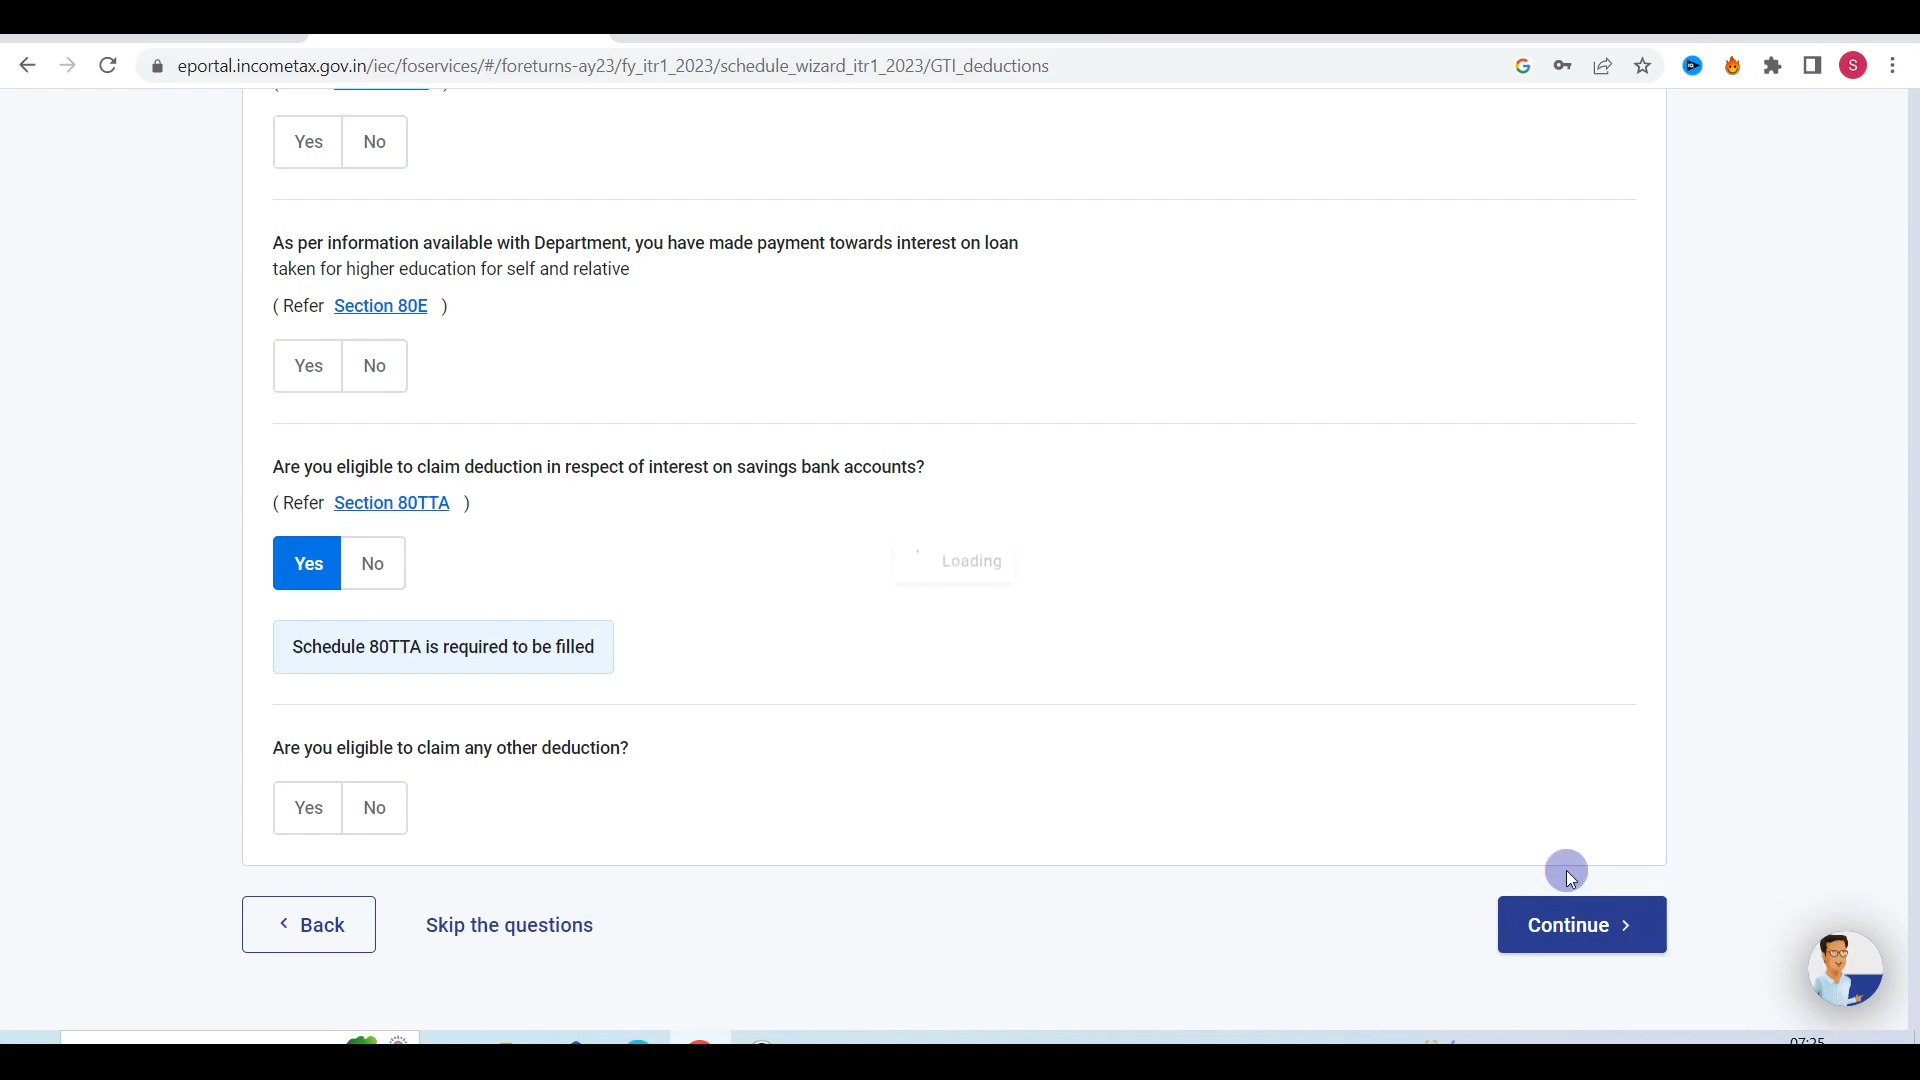 eportal.incometax.gov.in/iec/foservices/#/foreturns-ay23/fy_itr1_2023/schedule_wizard_itr1_2023/GTI_deductions
S
Yes No
As per information available with Department, you have made payment towards interest on loan
taken for higher education for self and relative
( Refer Section 80E )
Yes No
Are you eligible to claim deduction in respect of interest on savings bank accounts?
( Refer Section 80TTA )
Yes No
Loading
Schedule 80TTA is required to be filled
Are you eligible to claim any other deduction?
Yes No
Back Skip the questions Continue
07:25